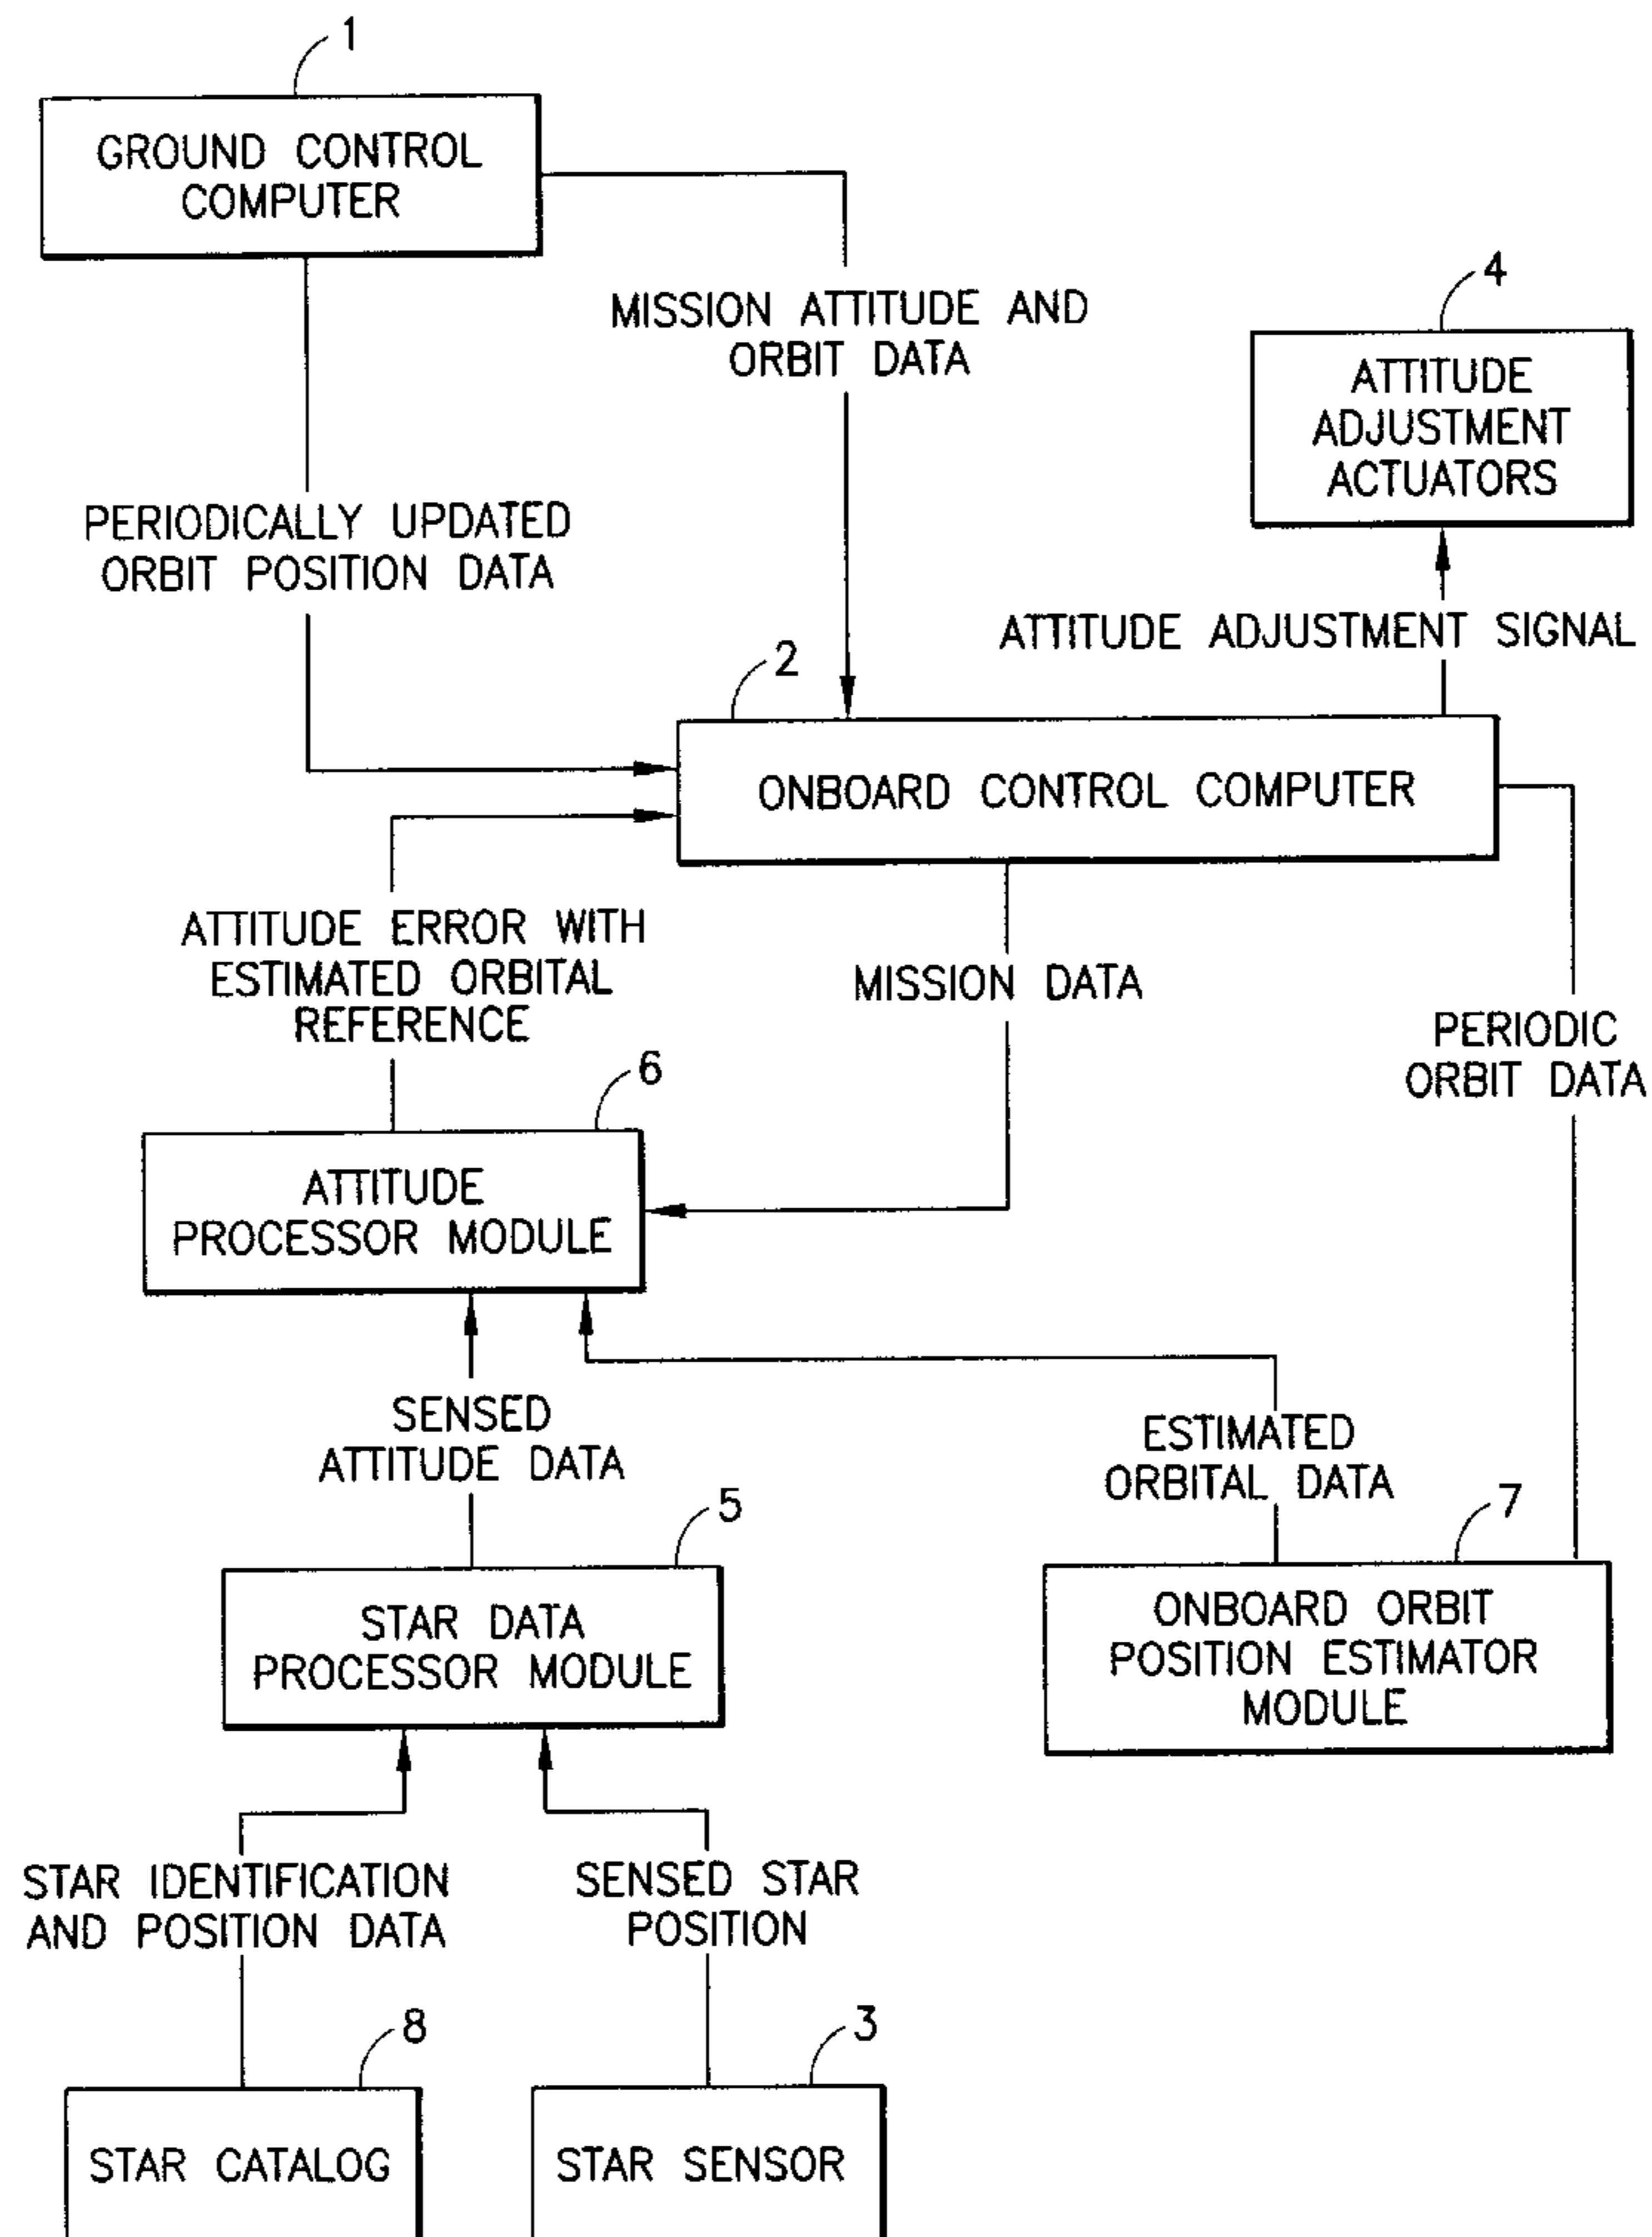 1
GROUND CONTROL
COMPUTER
MISSION ATTITUDE AND
ORBIT DATA
4
ATTITUDE
ADJUSTMENT
ACTUATORS
PERIODICALLY UPDATED
ORBIT POSITION DATA
ATTITUDE ADJUSTMENT SIGNAL
2
ONBOARD CONTROL COMPUTER
ATTITUDE ERROR WITH
ESTIMATED ORBITAL
REFERENCE
MISSION DATA
PERIODIC
ORBIT DATA
6
ATTITUDE
PROCESSOR MODULE
SENSED
ATTITUDE DATA
ESTIMATED
ORBITAL DATA
5
STAR DATA
PROCESSOR MODULE
7
ONBOARD ORBIT
POSITION ESTIMATOR
MODULE
STAR IDENTIFICATION
AND POSITION DATA
SENSED STAR
POSITION
8
STAR CATALOG
3
STAR SENSOR